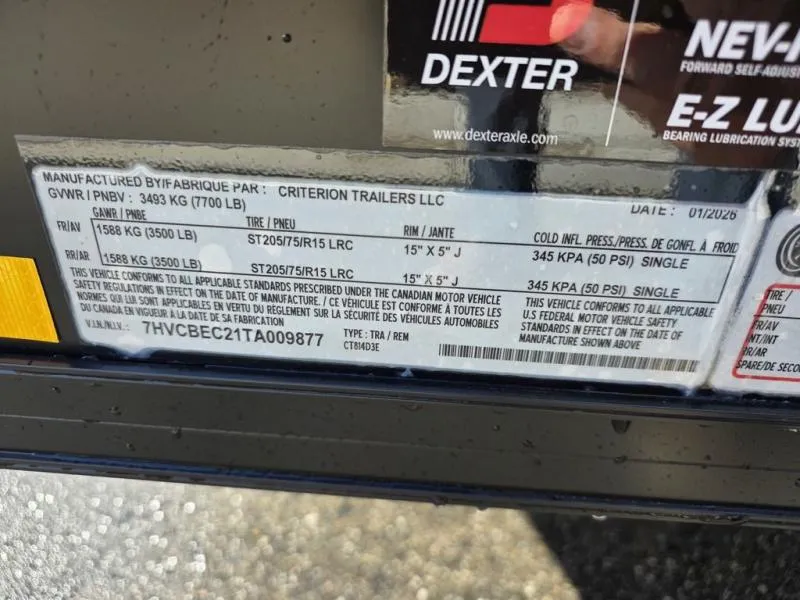 DEXTER
www.dexteraxle.com
FORWARD SELF-ADJUS
E-Z LU
BEARING LUBRICATION SYST
MANUFACTURED BY/FABRIQUE PAR : CRITERION TRAILERS LLC
GVWR / PNBV : 3493 KG (7700 LB) DATE : 01/2026
GAWR / PNBE TIRE / PNEU RIM / JANTE COLD INFL. PRESS./PRESS. DE GONFL. À FROID
FR/AV 1588 KG (3500 LB) ST205/75/R15 LRC 15" X 5" J 345 KPA (50 PSI) SINGLE
RR/AR 1588 KG (3500 LB) ST205/75/R15 LRC 15" X 5" J 345 KPA (50 PSI) SINGLE
THIS VEHICLE CONFORMS TO ALL APPLICABLE STANDARDS PRESCRIBED UNDER THE CANADIAN MOTOR VEHICLE
SAFETY REGULATIONS IN EFFECT ON THE DATE OF MANUFACTURE. / CE VÉHICULE EST CONFORME À TOUTES LES
NORMES QUI LUI SONT APPLICABLES EN VERTU DU RÈGLEMENT SUR LA SÉCURITÉ DES VÉHICULES AUTOMOBILES
DU CANADA EN VIGUEUR À LA DATE DE SA FABRICATION
THIS VEHICLE CONFORMS TO ALL APPLICABLE
U.S FEDERAL MOTOR VEHICLE SAFETY
STANDARDS IN EFFECT ON THE DATE OF
MANUFACTURE SHOWN ABOVE
V.I.N./N.I.V. : 7HVCBEC21TA009877
TYPE : TRA / REM
CT814D3E
TIRE /
PNEU
FR/AV
INT/INT
RR/AR
SPARE/DE SECO